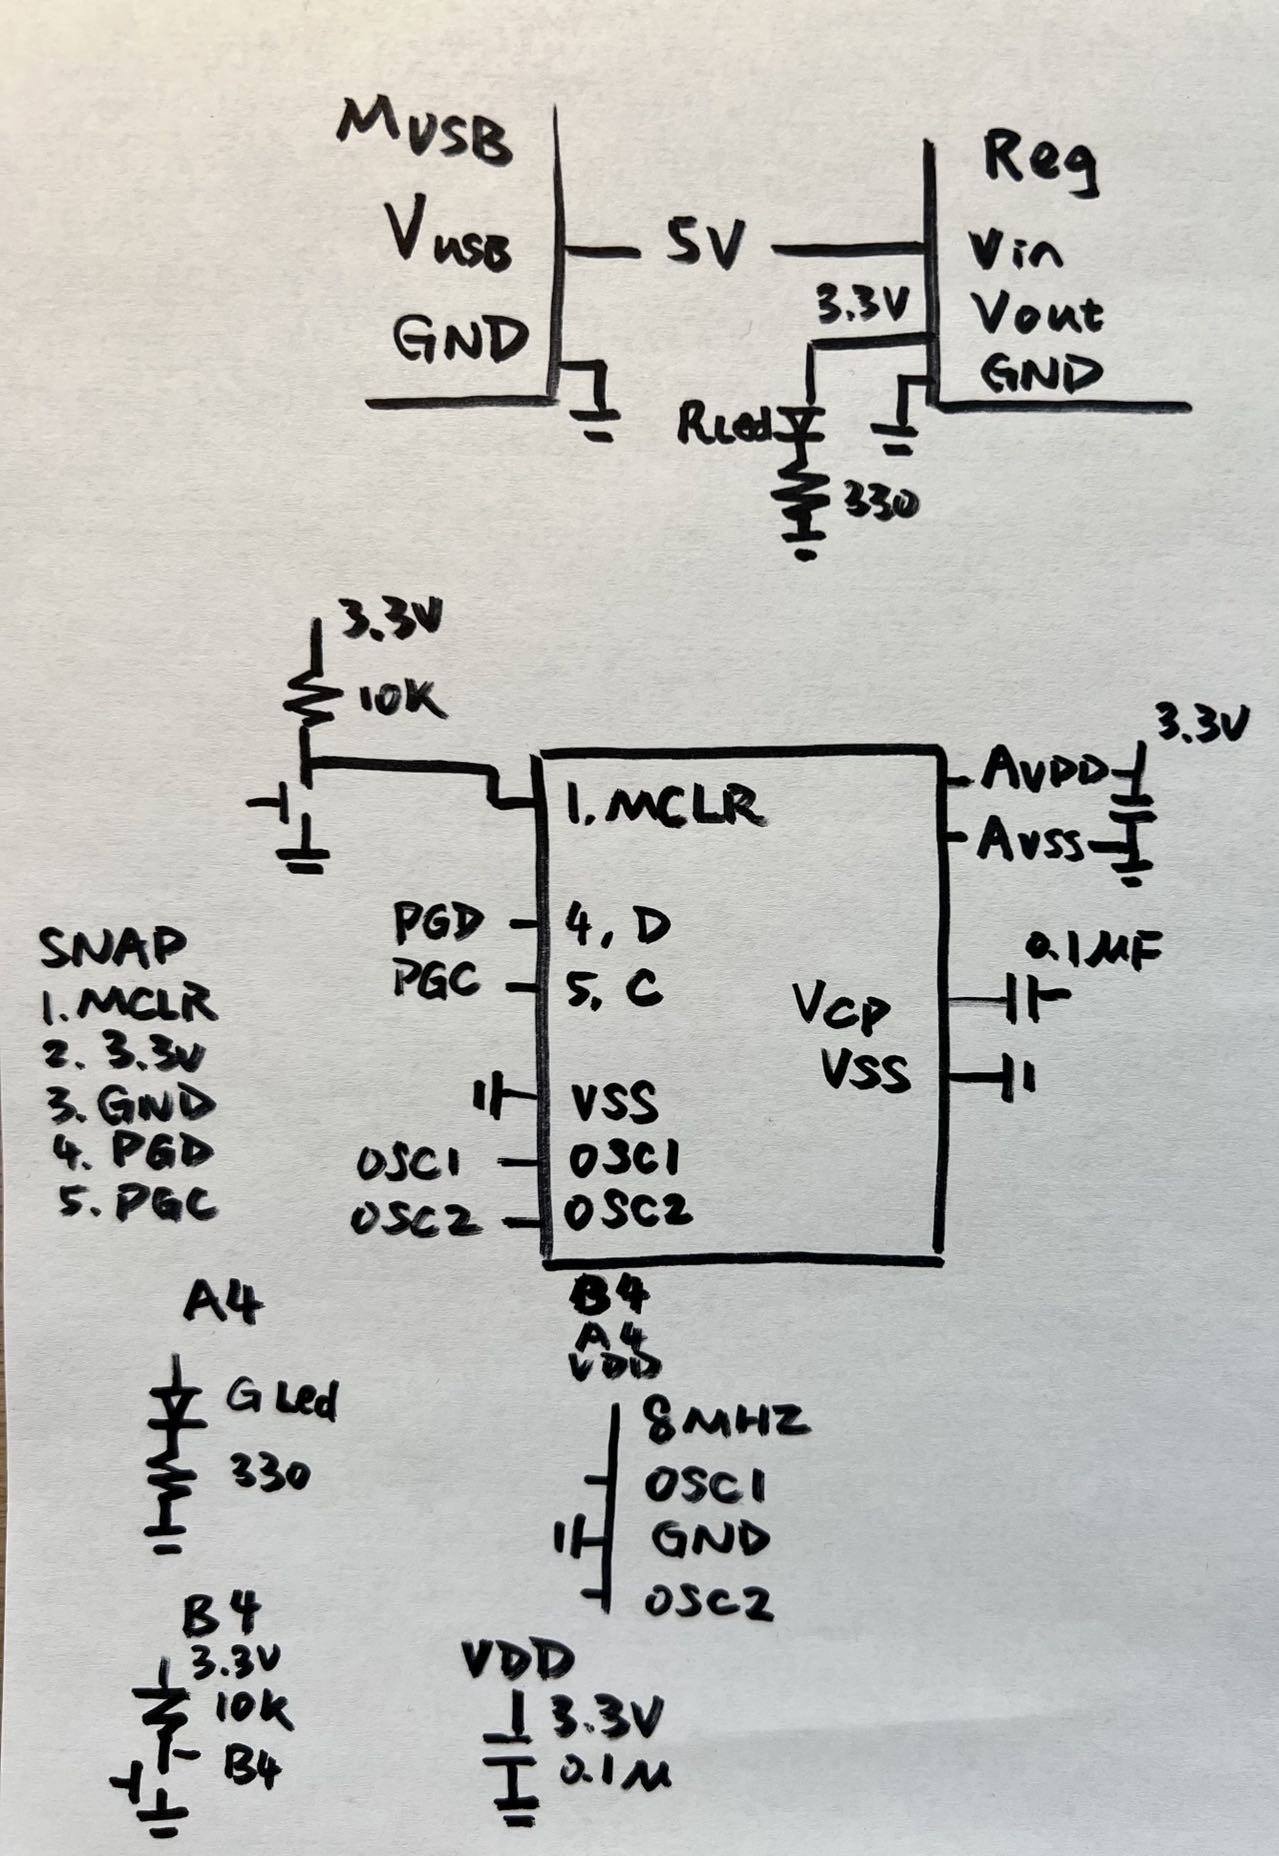 MUSB
Reg
VUSB
5V
Vin
3.3V
Vout
GND
GND
RLed
330
3.3V
10K
3.3V
AVDD
1. MCLR
AVSS
PGD
4, D
SNAP
0.1MF
PGC
5, C
1. MCLR
VCP
2. 3.3V
VSS
3. GND
VSS
4. PGD
OSC1
OSC1
5. PGC
OSC2
OSC2
A4
B4
A4
VDD
G Led
330
8MHZ
OSC1
GND
OSC2
B4
3.3V
10K
B4
VDD
3.3V
0.1M